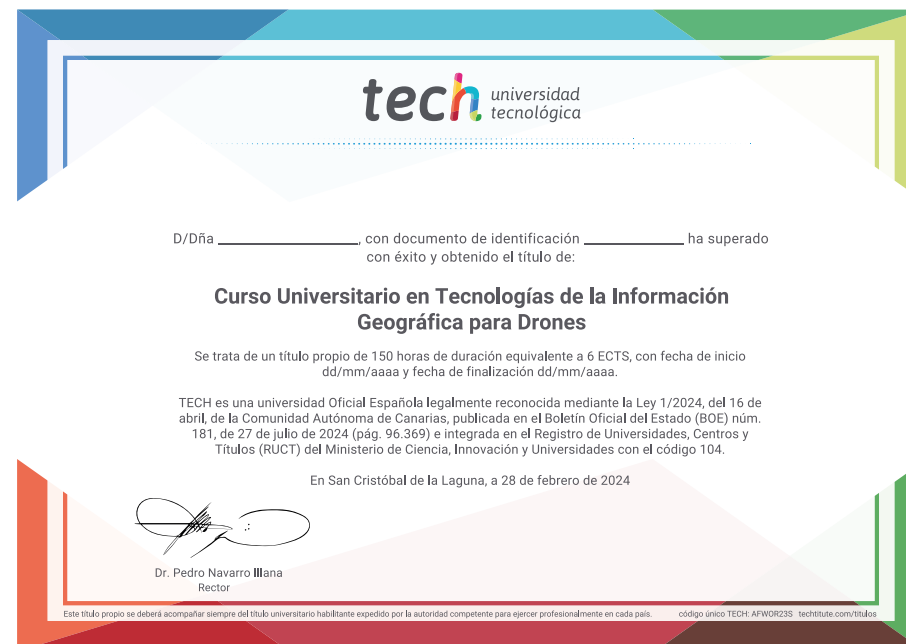 tech universidad
tecnológica
D/Dña ____________________, con documento de identificación ______________ ha superado
con éxito y obtenido el título de:
Curso Universitario en Tecnologías de la Información
Geográfica para Drones
Se trata de un título propio de 150 horas de duración equivalente a 6 ECTS, con fecha de inicio
dd/mm/aaaa y fecha de finalización dd/mm/aaaa.
TECH es una universidad Oficial Española legalmente reconocida mediante la Ley 1/2024, del 16 de
abril, de la Comunidad Autónoma de Canarias, publicada en el Boletín Oficial del Estado (BOE) núm.
181, de 27 de julio de 2024 (pág. 96.369) e integrada en el Registro de Universidades, Centros y
Títulos (RUCT) del Ministerio de Ciencia, Innovación y Universidades con el código 104.
En San Cristóbal de la Laguna, a 28 de febrero de 2024
Dr. Pedro Navarro Illana
Rector
Este título propio se deberá acompañar siempre del título universitario habilitante expedido por la autoridad competente para ejercer profesionalmente en cada país. código único TECH: AFWOR23S techtitute.com/titulos